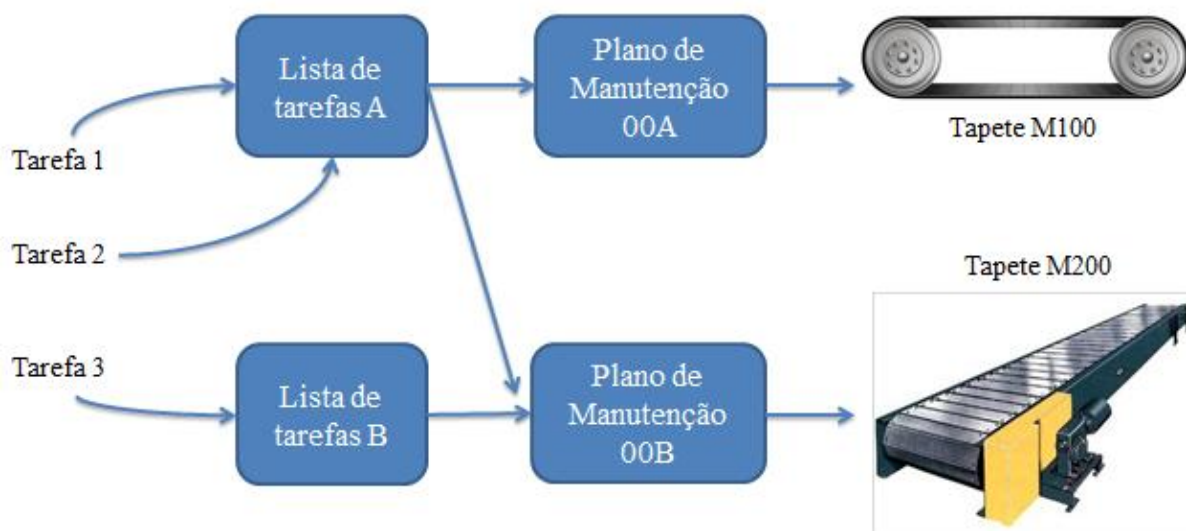 Lista de
tarefas A
Plano de
Manutenção
00A
Tapete M100
Tarefa 1
Tarefa 2
Tapete M200
Tarefa 3
Lista de
tarefas B
Plano de
Manutenção
00B